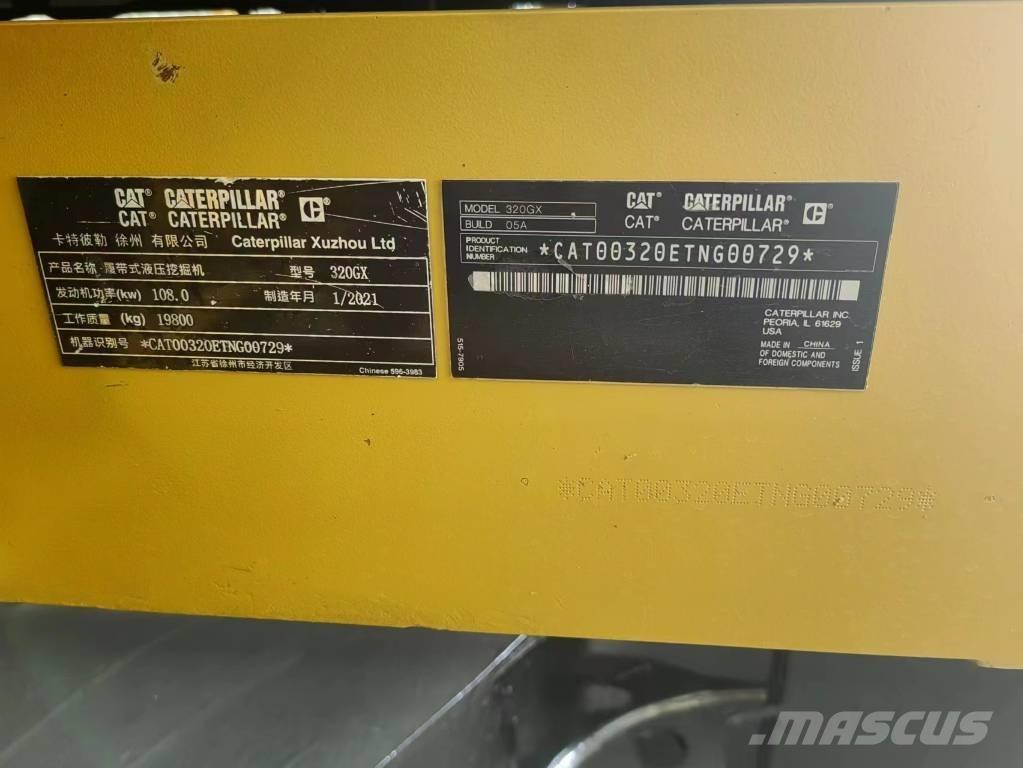 CAT® CATERPILLAR®
CAT® CATERPILLAR® C
卡特彼勒 徐州 有限公司 Caterpillar Xuzhou Ltd
产品名称 履带式液压挖掘机 型号 320GX
发动机功率(kw) 108.0 制造年月 1/2021
工作质量 (kg) 19800
机器识别号 *CAT00320ETNG00729*
江苏省徐州市经济开发区
Chinese 596-3983
MODEL 320GX
BUILD 05A
CAT® CATERPILLAR®
CAT® CATERPILLAR® C
PRODUCT
IDENTIFICATION
NUMBER
*CAT00320ETNG00729*
CATERPILLAR INC.
PEORIA, IL 61629
USA
MADE IN CHINA
OF DOMESTIC AND
FOREIGN COMPONENTS
515-7905
ISSUE 1
*CAT00320ETNG00729*
MASCUS